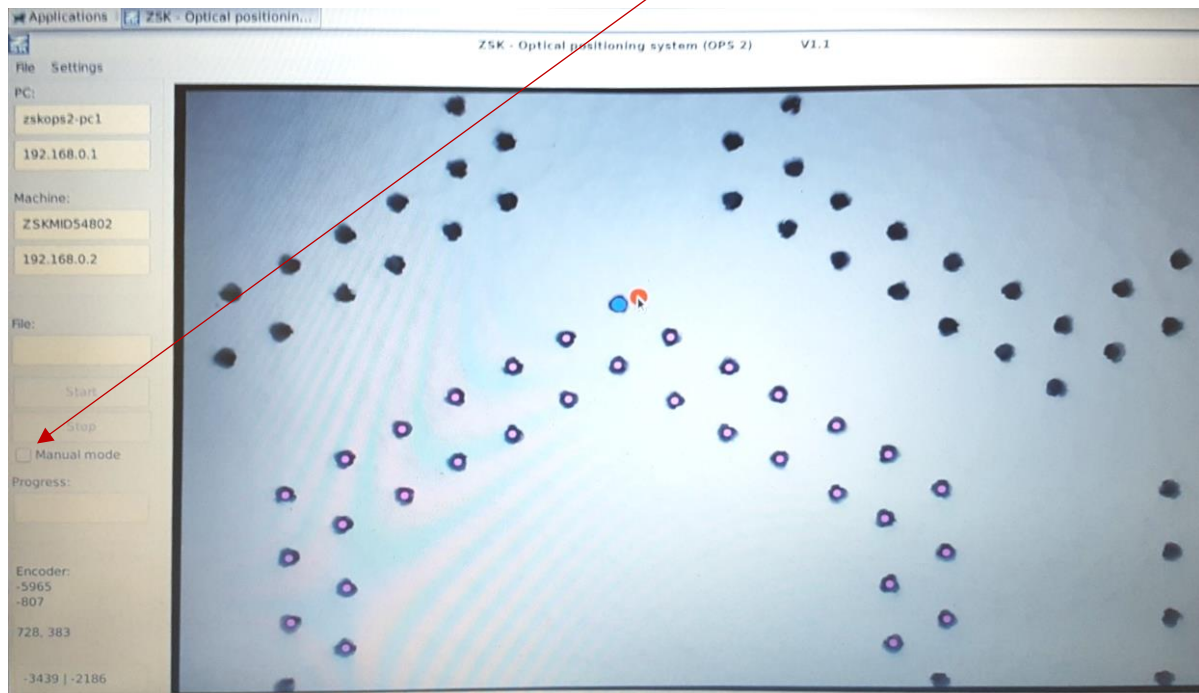 Applications
ZSK - Optical positionin...
ZSK - Optical positioning system (OPS 2) V1.1
File Settings
PC:
zskops2-pc1
192.168.0.1
Machine:
ZSKMID54802
192.168.0.2
File:
Start
Stop
Manual mode
Progress:
Encoder:
-5965
-807
728, 383
-3439 | -2186